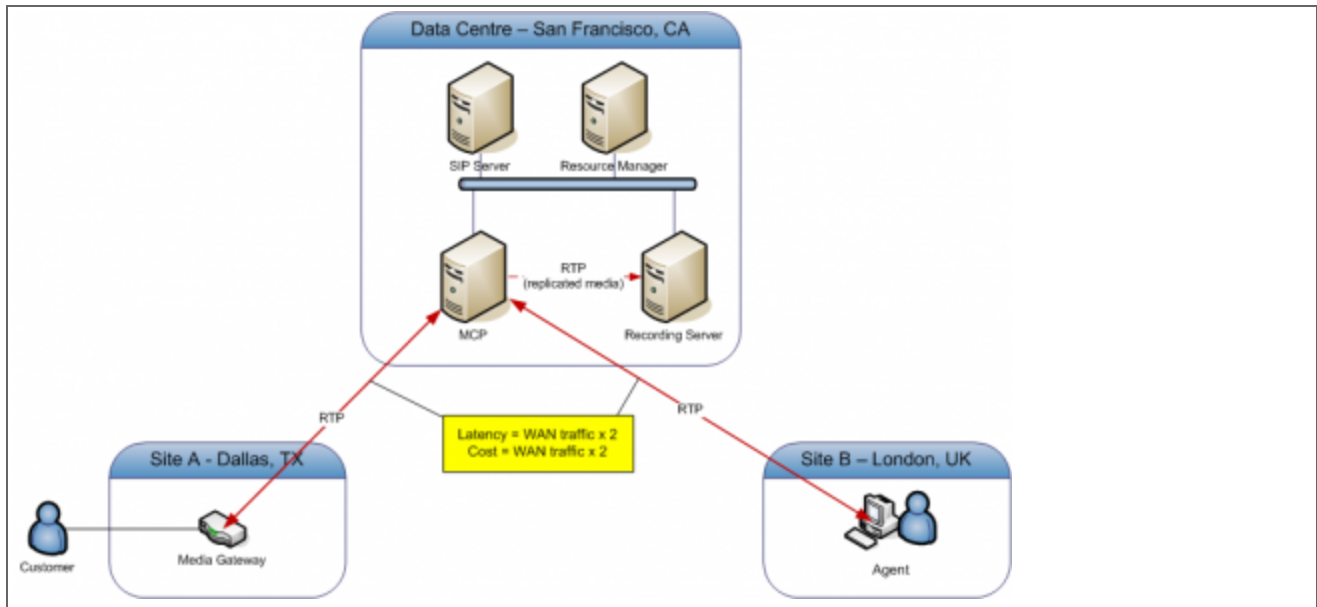 Data Centre – San Francisco, CA
SIP Server
Resource Manager
RTP
(replicated media)
MCP
Recording Server
RTP
RTP
Latency = WAN traffic x 2
Cost = WAN traffic x 2
Site A - Dallas, TX
Site B – London, UK
Customer
Media Gateway
Agent